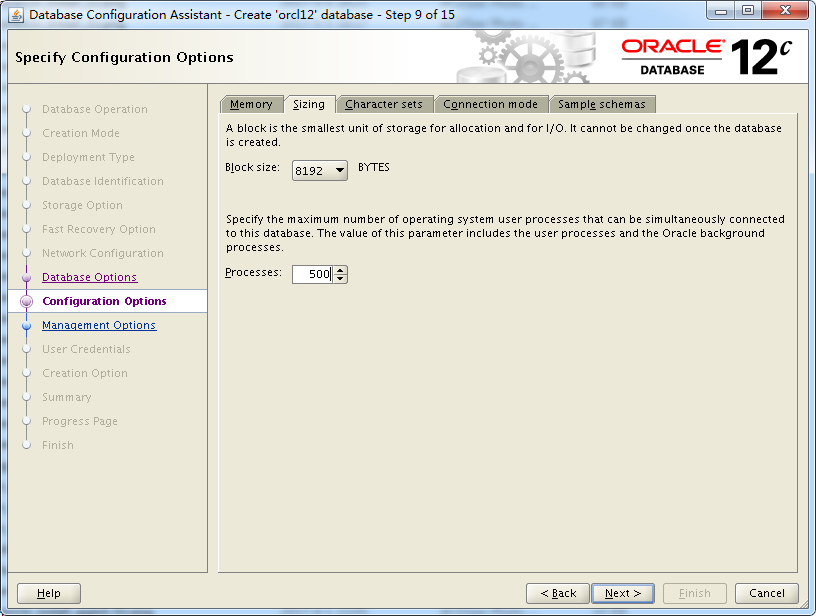 Database Configuration Assistant - Create 'orcl12' database - Step 9 of 15
Specify Configuration Options
ORACLE®
DATABASE
12c
Database Operation
Creation Mode
Deployment Type
Database Identification
Storage Option
Fast Recovery Option
Network Configuration
Database Options
Configuration Options
Management Options
User Credentials
Creation Option
Summary
Progress Page
Finish
Memory Sizing Character sets Connection mode Sample schemas
A block is the smallest unit of storage for allocation and for I/O. It cannot be changed once the database
is created.
Block size: 8192 BYTES
Specify the maximum number of operating system user processes that can be simultaneously connected
to this database. The value of this parameter includes the user processes and the Oracle background
processes.
Processes: 500
Help < Back Next > Finish Cancel